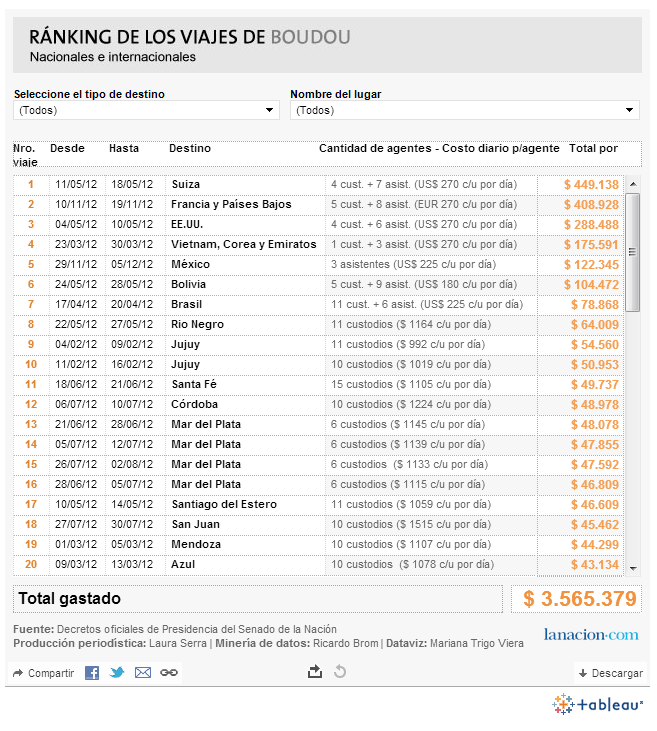 RÁNKING DE LOS VIAJES DE BOUDOU
Nacionales e internacionales
Seleccione el tipo de destino Nombre del lugar
(Todos) (Todos)
Nro. viaje Desde Hasta Destino Cantidad de agentes - Costo diario p/agente Total por
1 11/05/12 18/05/12 Suiza 4 cust. + 7 asist. (US$ 270 c/u por día) $ 449.138
2 10/11/12 19/11/12 Francia y Países Bajos 5 cust. + 8 asist. (EUR 270 c/u por día) $ 408.928
3 04/05/12 10/05/12 EE.UU. 4 cust. + 6 asist. (US$ 270 c/u por día) $ 288.488
4 23/03/12 30/03/12 Vietnam, Corea y Emiratos 1 cust. + 3 asist. (US$ 270 c/u por día) $ 175.591
5 29/11/12 05/12/12 México 3 asistentes (US$ 225 c/u por día) $ 122.345
6 24/05/12 28/05/12 Bolivia 5 cust. + 9 asist. (US$ 180 c/u por día) $ 104.472
7 17/04/12 20/04/12 Brasil 11 cust. + 6 asist. (US$ 225 c/u por día) $ 78.868
8 22/05/12 27/05/12 Rio Negro 11 custodios ($ 1164 c/u por día) $ 64.009
9 04/02/12 09/02/12 Jujuy 11 custodios ($ 992 c/u por día) $ 54.560
10 11/02/12 16/02/12 Jujuy 10 custodios ($ 1019 c/u por día) $ 50.953
11 18/06/12 21/06/12 Santa Fé 15 custodios ($ 1105 c/u por día) $ 49.737
12 06/07/12 10/07/12 Córdoba 10 custodios ($ 1224 c/u por día) $ 48.978
13 21/06/12 28/06/12 Mar del Plata 6 custodios ($ 1145 c/u por día) $ 48.078
14 05/07/12 12/07/12 Mar del Plata 6 custodios ($ 1139 c/u por día) $ 47.855
15 26/07/12 02/08/12 Mar del Plata 6 custodios ($ 1133 c/u por día) $ 47.592
16 28/06/12 05/07/12 Mar del Plata 6 custodios ($ 1115 c/u por día) $ 46.809
17 10/05/12 14/05/12 Santiago del Estero 11 custodios ($ 1059 c/u por día) $ 46.609
18 27/07/12 30/07/12 San Juan 10 custodios ($ 1515 c/u por día) $ 45.462
19 01/03/12 05/03/12 Mendoza 10 custodios ($ 1107 c/u por día) $ 44.299
20 09/03/12 13/03/12 Azul 10 custodios ($ 1078 c/u por día) $ 43.134
Total gastado $ 3.565.379
Fuente: Decretos oficiales de Presidencia del Senado de la Nación
Producción periodística: Laura Serra | Minería de datos: Ricardo Brom | Dataviz: Mariana Trigo Viera
lanacion.com
Compartir Descargar
+ableau